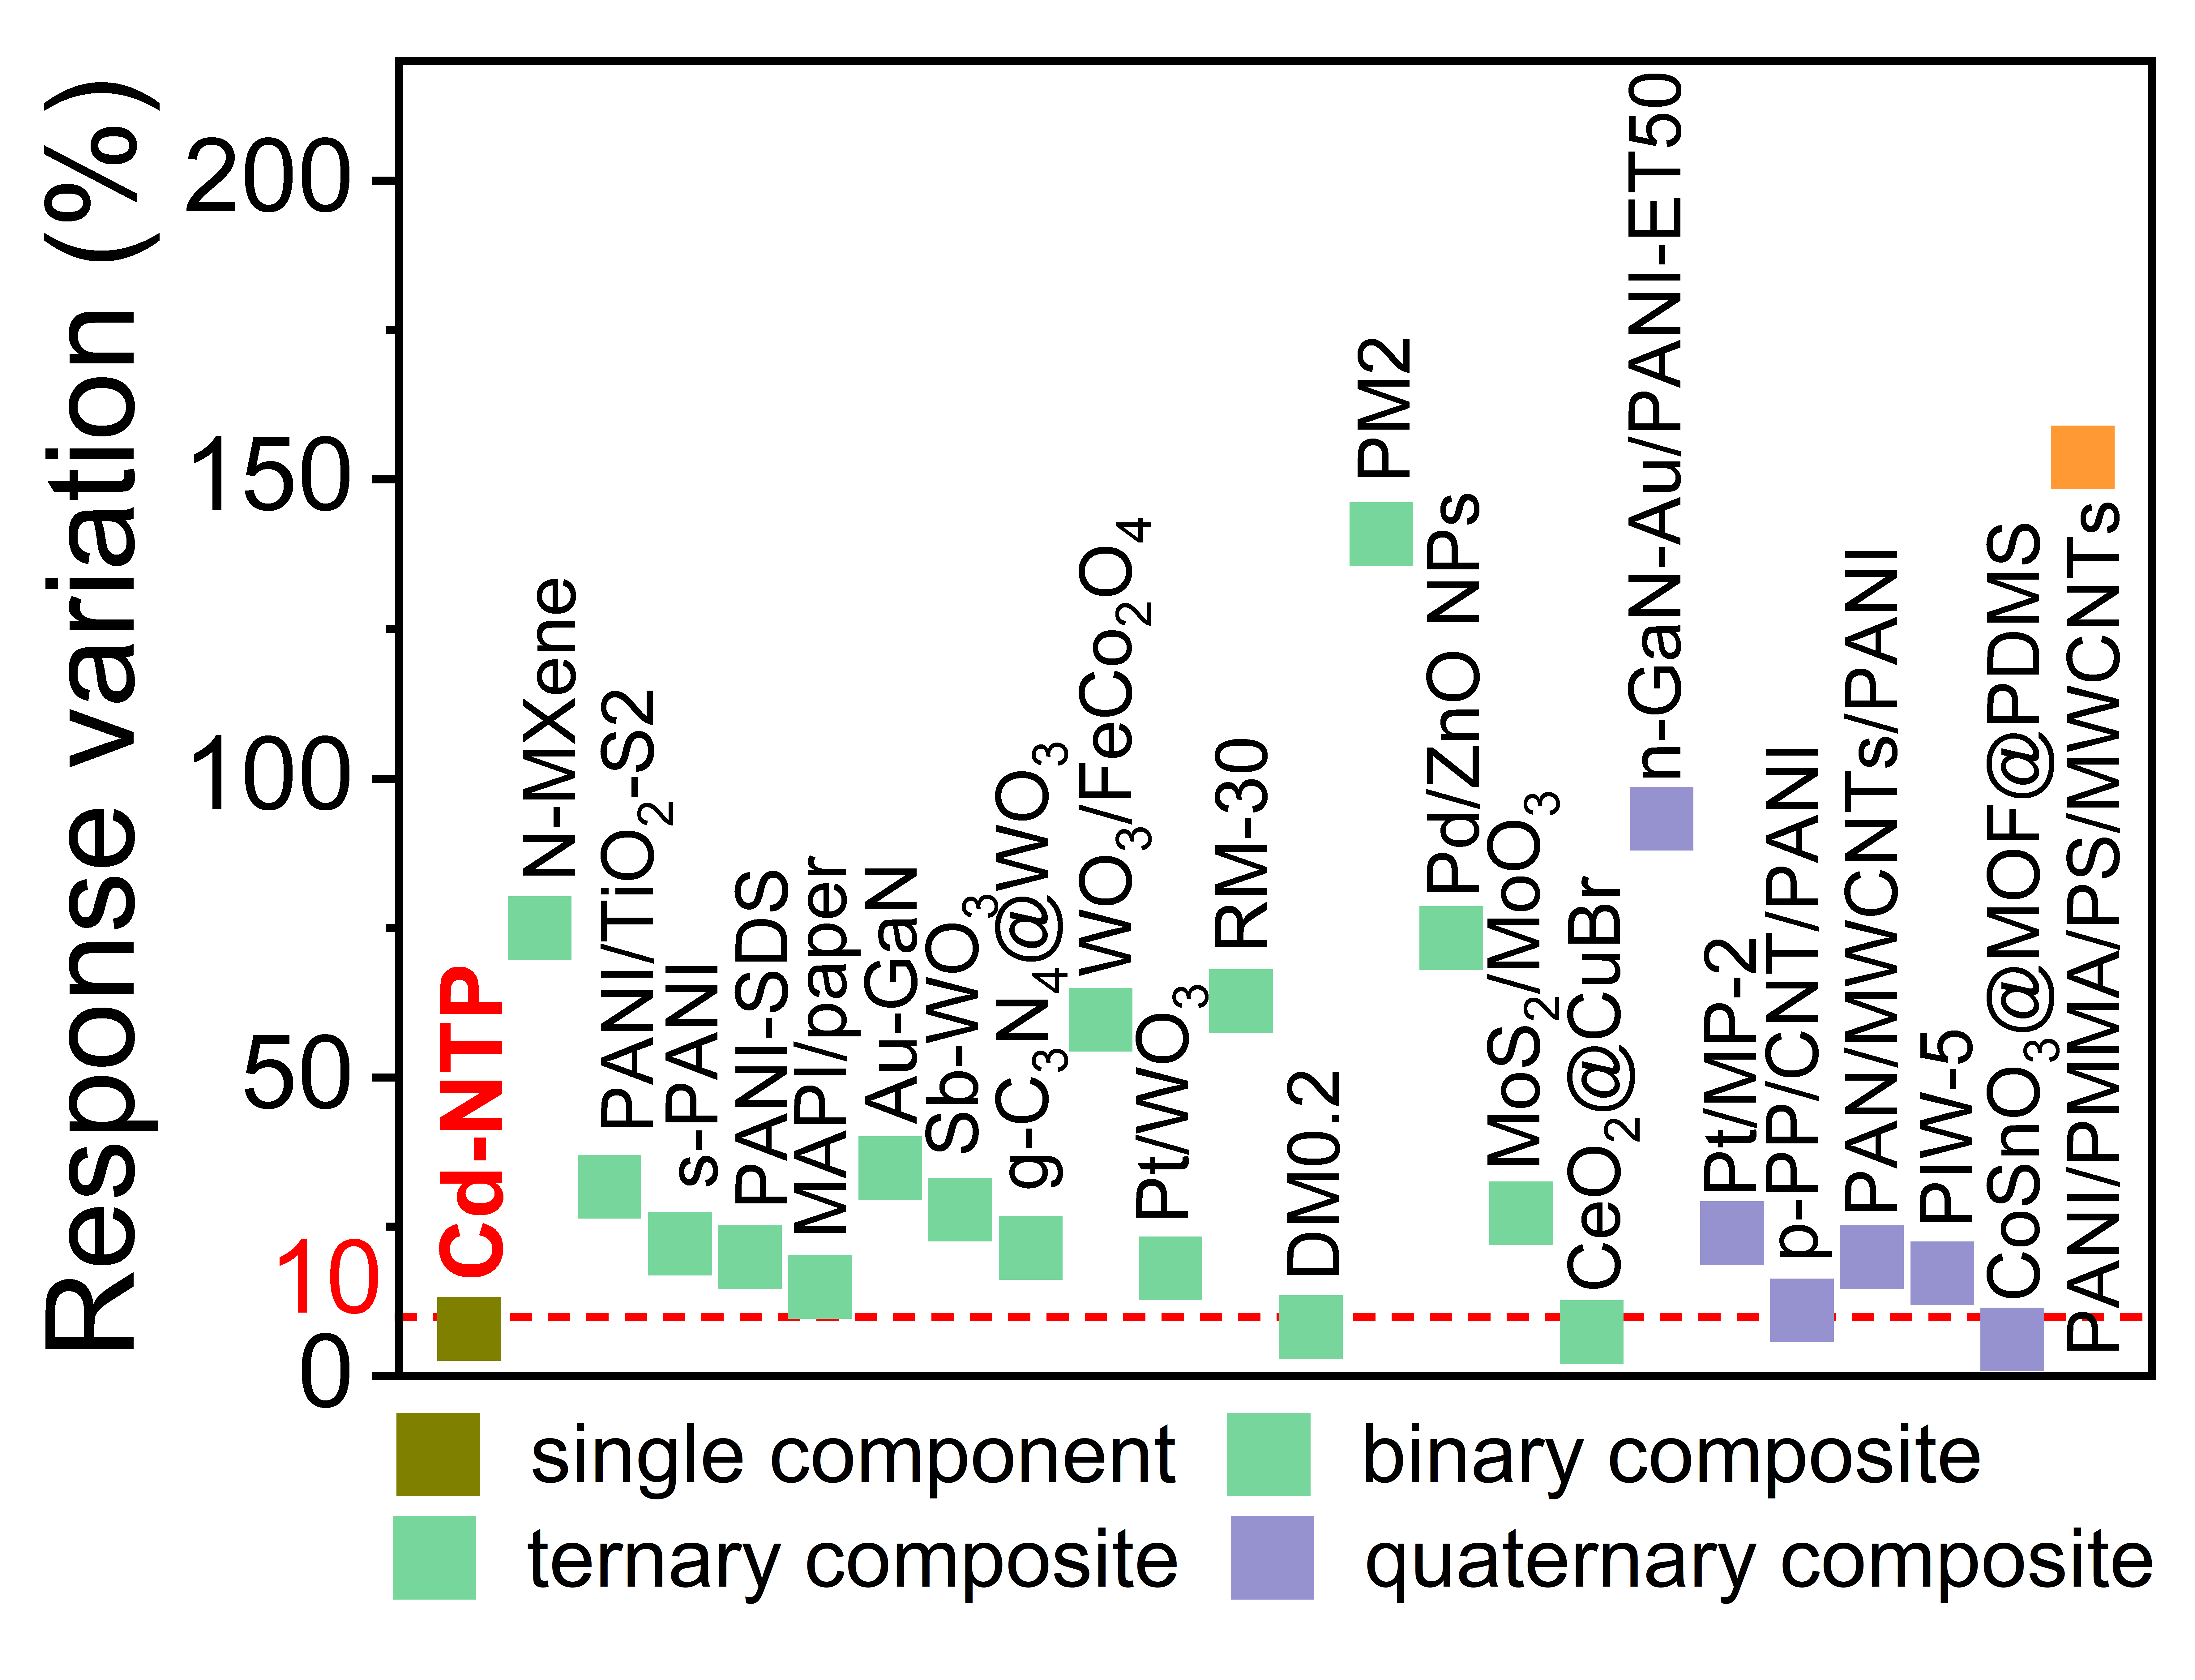 Response variation (%)
200
150
100
50
10
0
Cd-NTP
N-MXene
PANI/TiO₂-S2
s-PANI
PANI-SDS
MAPI/paper
Au-GaN
Sb-WO₃
g-C₃N₄@WO₃
WO₃/FeCo₂O₄
Pt/WO₃
RM-30
DM0.2
PM2
Pd/ZnO NPs
MoS₂/MoO₃
CeO₂@CuBr
n-GaN-Au/PANI-ET50
Pt/MP-2
p-PP/CNT/PANI
PAN/MWCNTs/PANI
PIW-5
CoSnO₃@MOF@PDMS
PANI/PMMA/PS/MWCNTs
single component
binary composite
ternary composite
quaternary composite